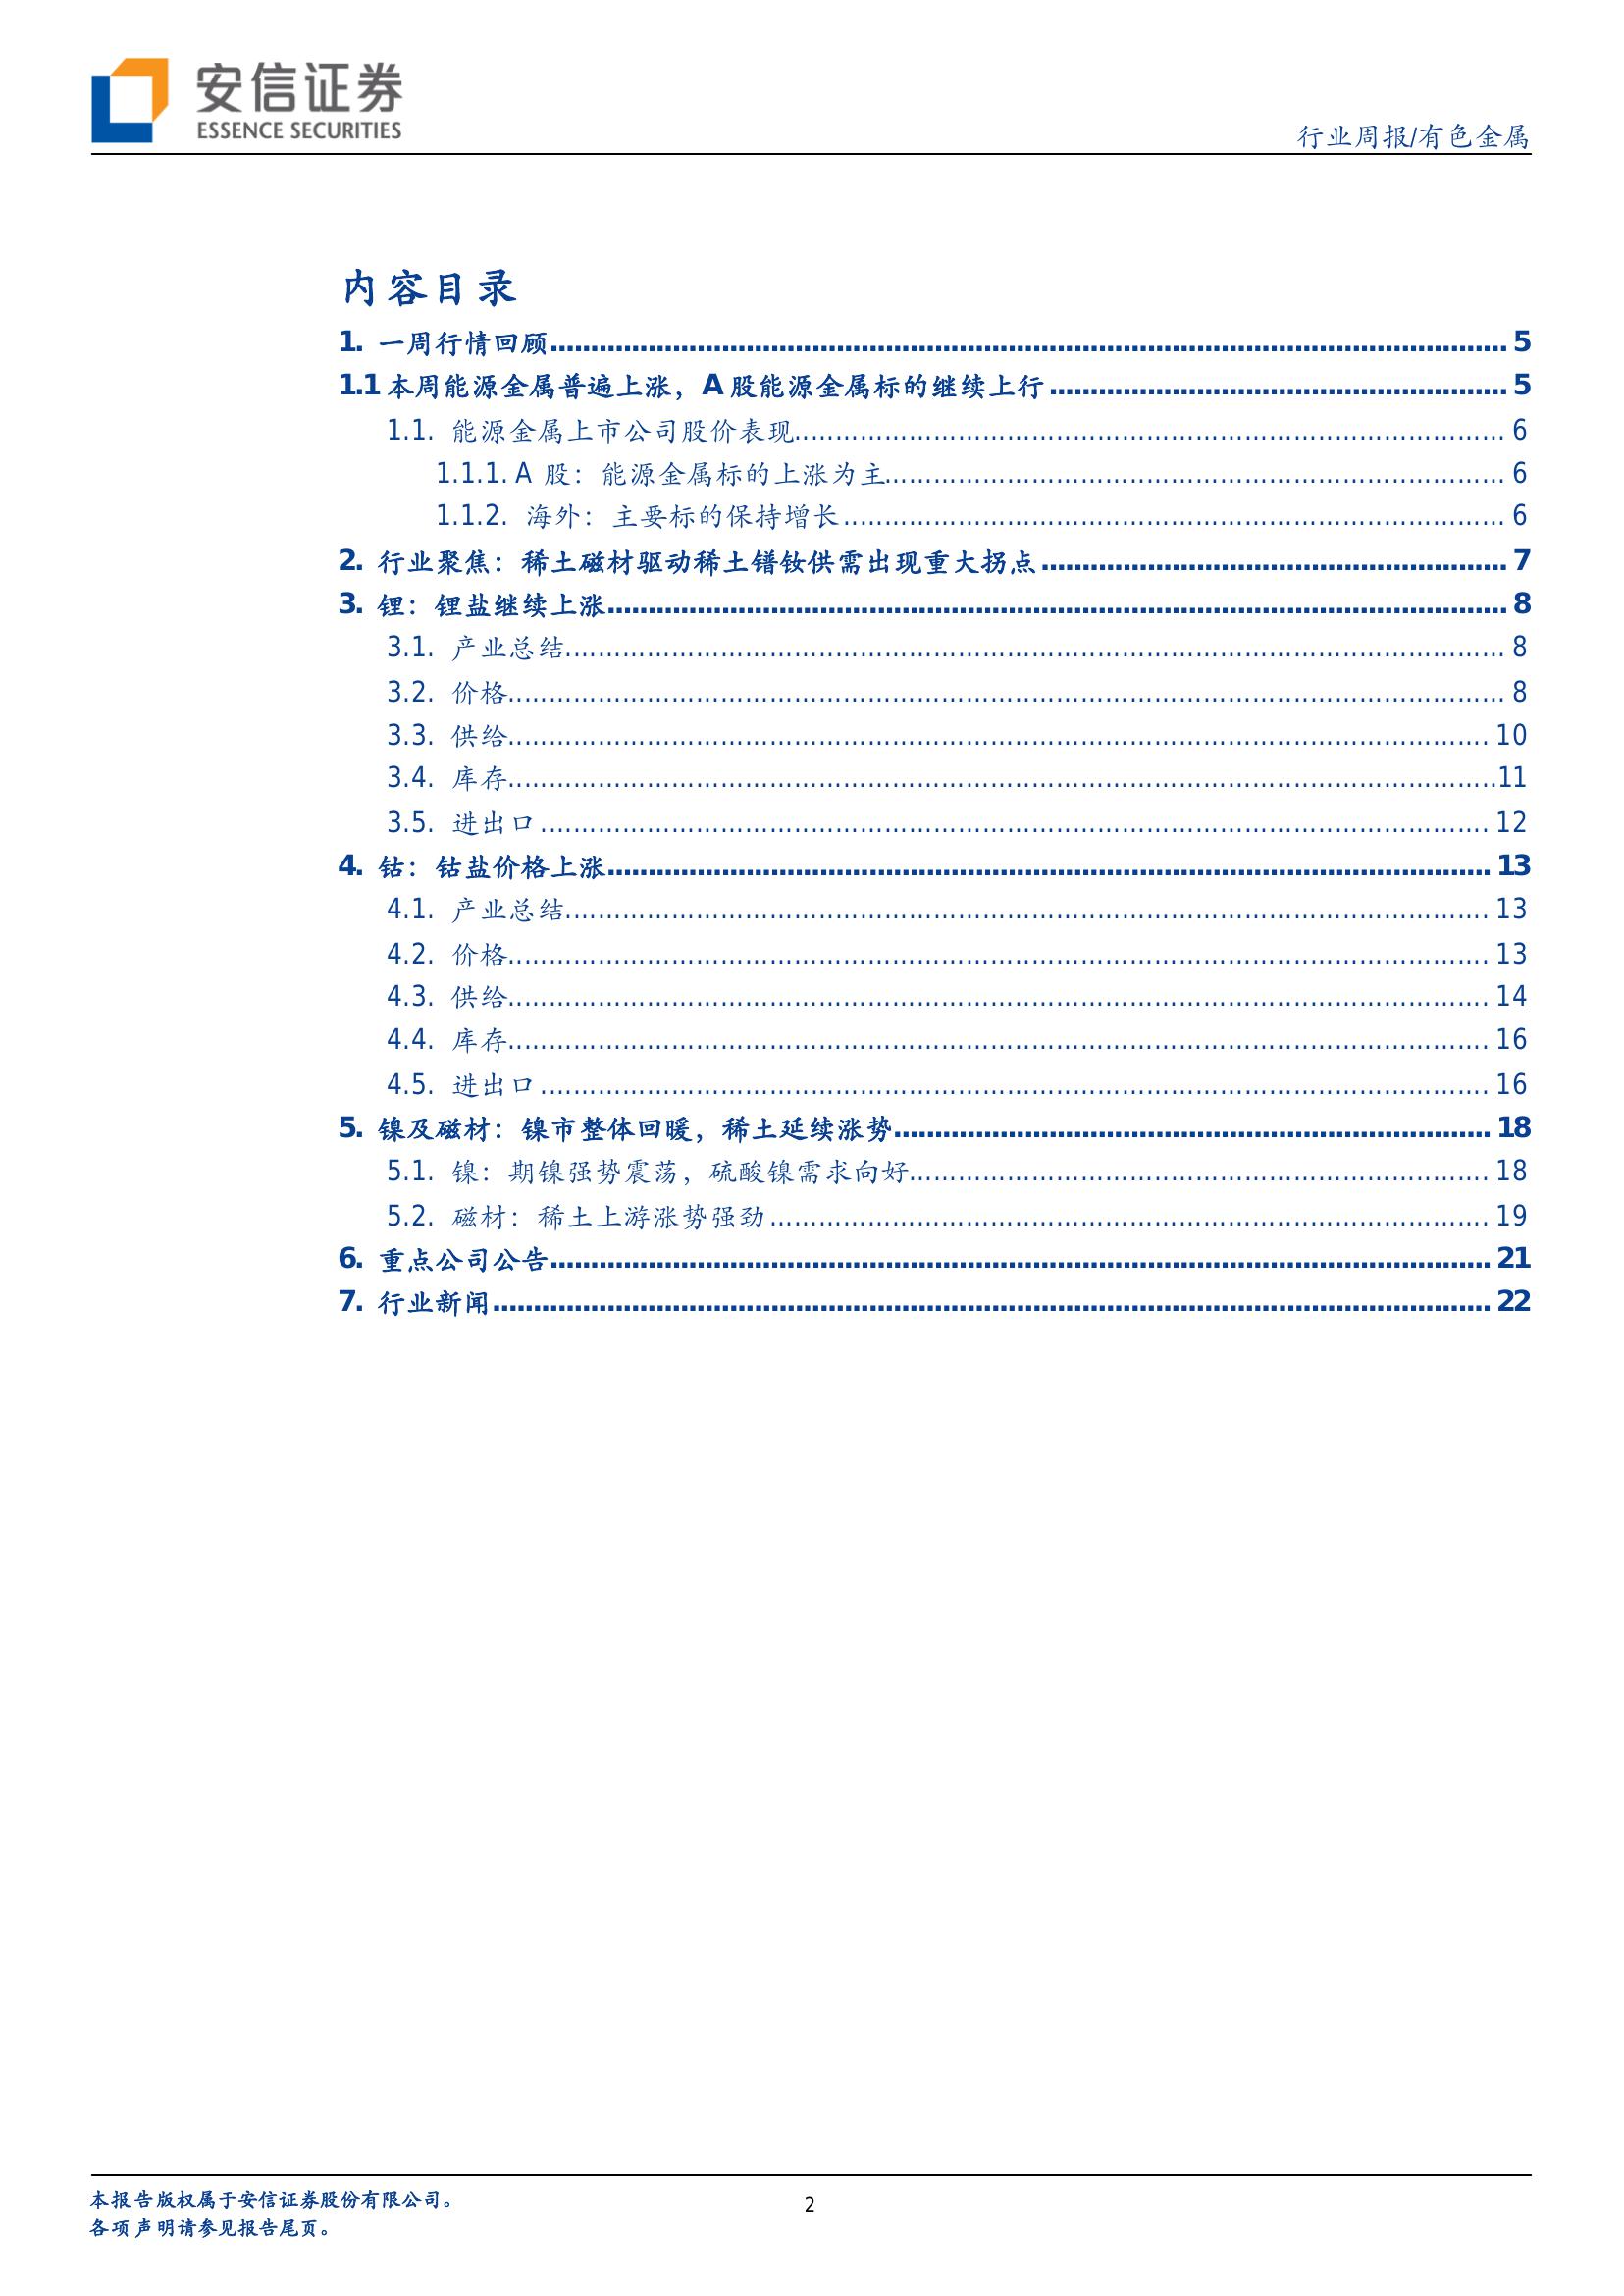 安信证券
ESSENCE SECURITIES
行业周报/有色金属
内容目录
1. 一周行情回顾 5
1.1 本周能源金属普遍上涨，A 股能源金属标的继续上行 5
1.1. 能源金属上市公司股价表现 6
1.1.1. A 股：能源金属标的上涨为主 6
1.1.2. 海外：主要标的保持增长 6
2. 行业聚焦：稀土磁材驱动稀土镨钕供需出现重大拐点 7
3. 锂：锂盐继续上涨 8
3.1. 产业总结 8
3.2. 价格 8
3.3. 供给 10
3.4. 库存 11
3.5. 进出口 12
4. 钴：钴盐价格上涨 13
4.1. 产业总结 13
4.2. 价格 13
4.3. 供给 14
4.4. 库存 16
4.5. 进出口 16
5. 镍及磁材：镍市整体回暖，稀土延续涨势 18
5.1. 镍：期镍强势震荡，硫酸镍需求向好 18
5.2. 磁材：稀土上游涨势强劲 19
6. 重点公司公告 21
7. 行业新闻 22
本报告版权属于安信证券股份有限公司。
2
各项声明请参见报告尾页。